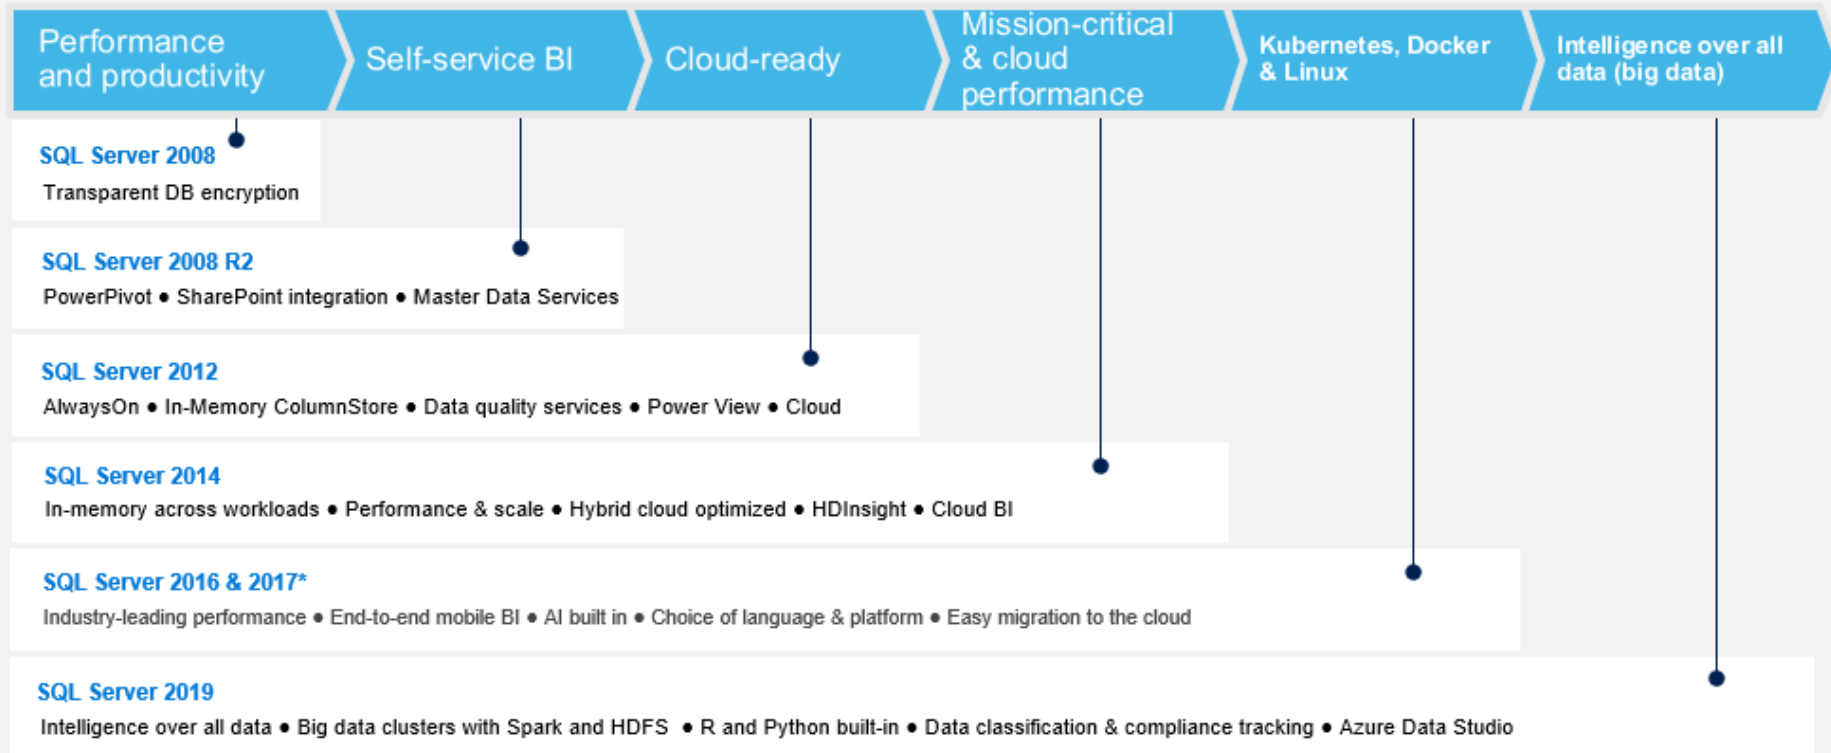 Performance
and productivity
Self-service BI
Cloud-ready
Mission-critical
& cloud
performance
Kubernetes, Docker
& Linux
Intelligence over all
data (big data)
SQL Server 2008
Transparent DB encryption
SQL Server 2008 R2
PowerPivot ● SharePoint integration ● Master Data Services
SQL Server 2012
AlwaysOn ● In-Memory ColumnStore ● Data quality services ● Power View ● Cloud
SQL Server 2014
In-memory across workloads ● Performance & scale ● Hybrid cloud optimized ● HDInsight ● Cloud BI
SQL Server 2016 & 2017*
Industry-leading performance ● End-to-end mobile BI ● AI built in ● Choice of language & platform ● Easy migration to the cloud
SQL Server 2019
Intelligence over all data ● Big data clusters with Spark and HDFS ● R and Python built-in ● Data classification & compliance tracking ● Azure Data Studio